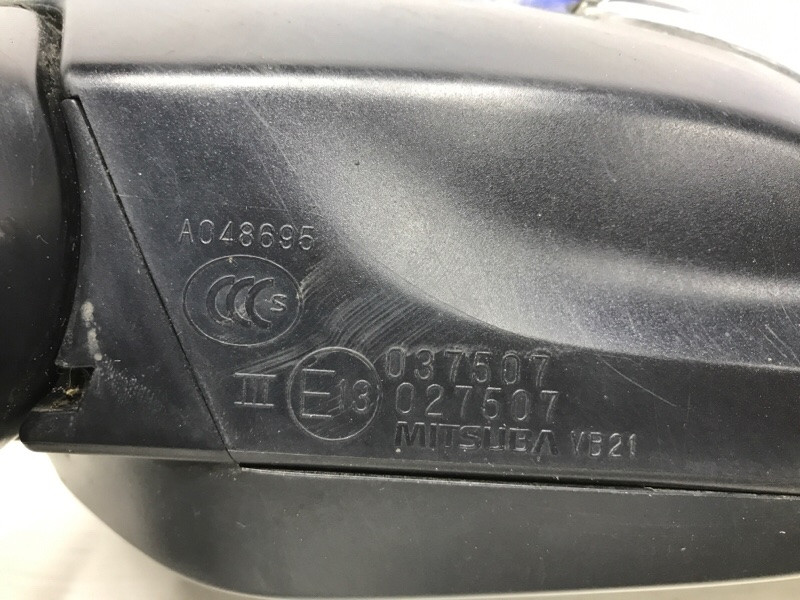 A048695
CCC S
037507
III E13 027507
MITSUBA VB21